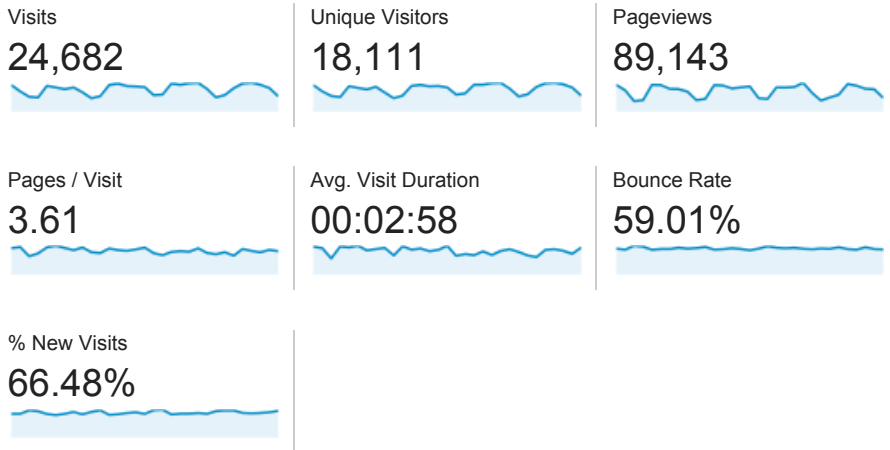 Visits
24,682
Unique Visitors
18,111
Pageviews
89,143
Pages / Visit
3.61
Avg. Visit Duration
00:02:58
Bounce Rate
59.01%
% New Visits
66.48%